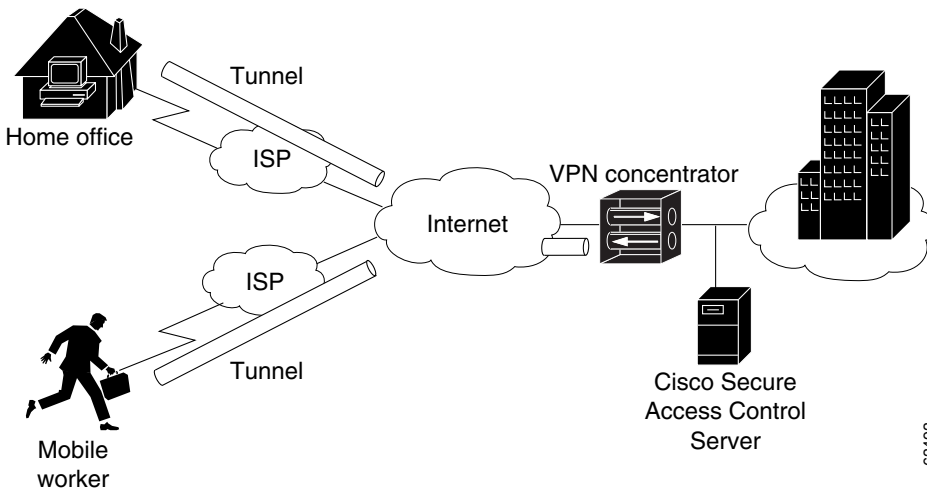 Tunnel
Home office
ISP
VPN concentrator
Internet
ISP
Tunnel
Mobile
worker
Cisco Secure
Access Control
Server